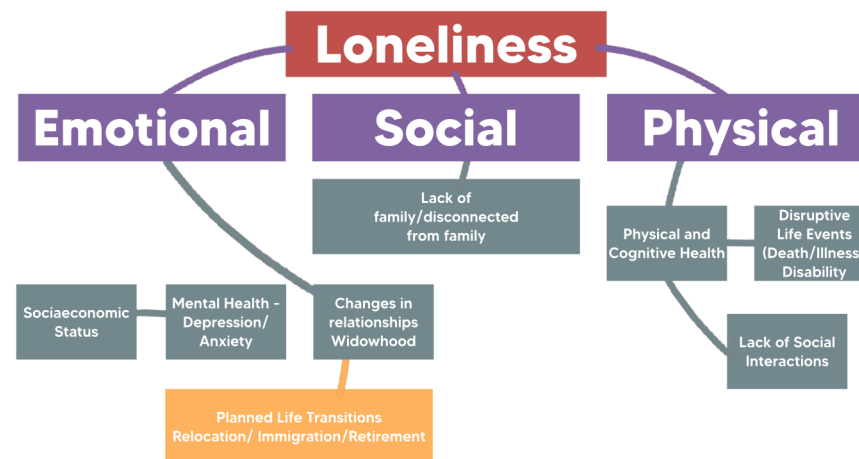 Loneliness
Emotional
Social
Physical
Lack of
family/disconnected
from family
Physical and
Cognitive Health
Disruptive
Life Events
(Death/Illness
Disability
Sociaeconomic
Status
Mental Health -
Depression/
Anxiety
Changes in
relationships
Widowhood
Lack of Social
Interactions
Planned Life Transitions
Relocation/ Immigration/Retirement